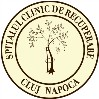 SPITALUL CLINIC DE RECUPERARE
CLUJ NAPOCA